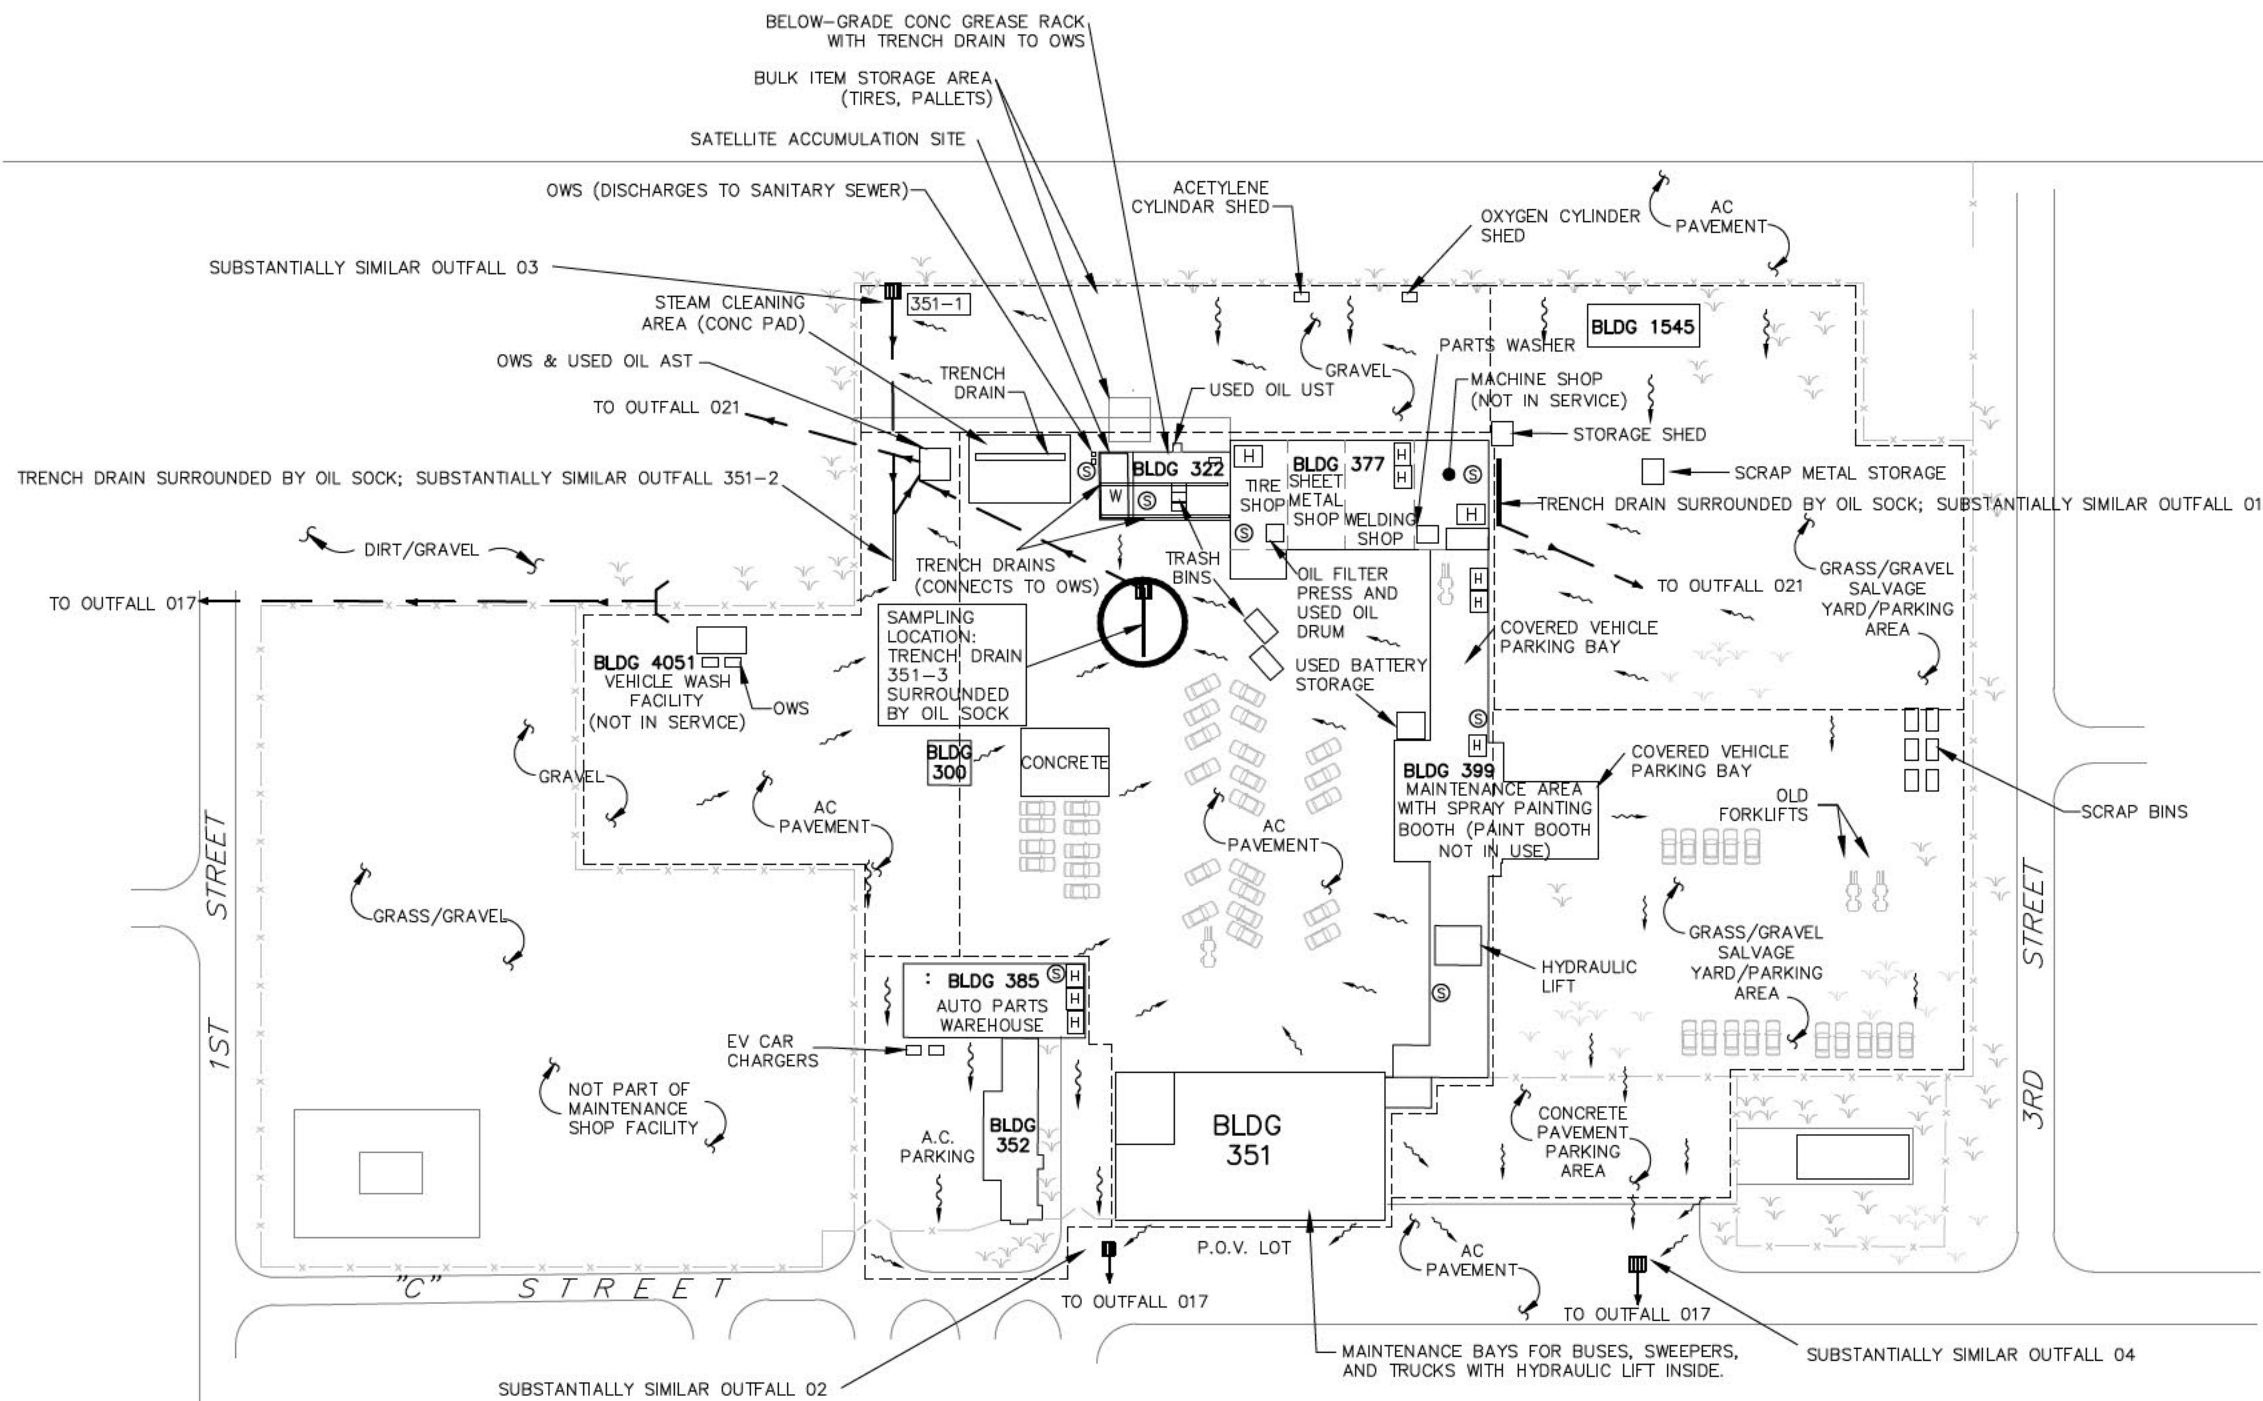 BELOW-GRADE CONC GREASE RACK
WITH TRENCH DRAIN TO OWS
BULK ITEM STORAGE AREA
(TIRES, PALLETS)
SATELLITE ACCUMULATION SITE
OWS (DISCHARGES TO SANITARY SEWER)
ACETYLENE
CYLINDAR SHED
OXYGEN CYLINDER
SHED
AC
PAVEMENT
SUBSTANTIALLY SIMILAR OUTFALL 03
351-1
STEAM CLEANING
AREA (CONC PAD)
BLDG 1545
OWS & USED OIL AST
TRENCH
DRAIN
USED OIL UST
GRAVEL
PARTS WASHER
MACHINE SHOP
(NOT IN SERVICE)
TO OUTFALL 021
STORAGE SHED
TRENCH DRAIN SURROUNDED BY OIL SOCK; SUBSTANTIALLY SIMILAR OUTFALL 351-2
S
BLDG 322
W
S
H
TIRE
SHOP
S
BLDG 377
SHEET
METAL
SHOP
WELDING
SHOP
H
H
S
H
SCRAP METAL STORAGE
TRENCH DRAIN SURROUNDED BY OIL SOCK; SUBSTANTIALLY SIMILAR OUTFALL 01
DIRT/GRAVEL
TRENCH DRAINS
(CONNECTS TO OWS)
TRASH
BINS
OIL FILTER
PRESS AND
USED OIL
DRUM
H
H
TO OUTFALL 021
GRASS/GRAVEL
SALVAGE
YARD/PARKING
AREA
TO OUTFALL 017
SAMPLING
LOCATION:
TRENCH DRAIN
351-3
SURROUNDED
BY OIL SOCK
COVERED VEHICLE
PARKING BAY
BLDG 4051
VEHICLE WASH
FACILITY
(NOT IN SERVICE)
OWS
USED BATTERY
STORAGE
S
H
BLDG
300
CONCRETE
GRAVEL
BLDG 399
MAINTENANCE AREA
WITH SPRAY PAINTING
BOOTH (PAINT BOOTH
NOT IN USE)
COVERED VEHICLE
PARKING BAY
OLD
FORKLIFTS
SCRAP BINS
AC
PAVEMENT
AC
PAVEMENT
GRASS/GRAVEL
GRASS/GRAVEL
SALVAGE
YARD/PARKING
AREA
1ST STREET
3RD STREET
HYDRAULIC
LIFT
S
: BLDG 385
AUTO PARTS
WAREHOUSE
S
H
H
H
EV CAR
CHARGERS
NOT PART OF
MAINTENANCE
SHOP FACILITY
BLDG
352
A.C.
PARKING
BLDG
351
CONCRETE
PAVEMENT
PARKING
AREA
P.O.V. LOT
AC
PAVEMENT
"C" STREET
TO OUTFALL 017
TO OUTFALL 017
MAINTENANCE BAYS FOR BUSES, SWEEPERS,
AND TRUCKS WITH HYDRAULIC LIFT INSIDE.
SUBSTANTIALLY SIMILAR OUTFALL 04
SUBSTANTIALLY SIMILAR OUTFALL 02